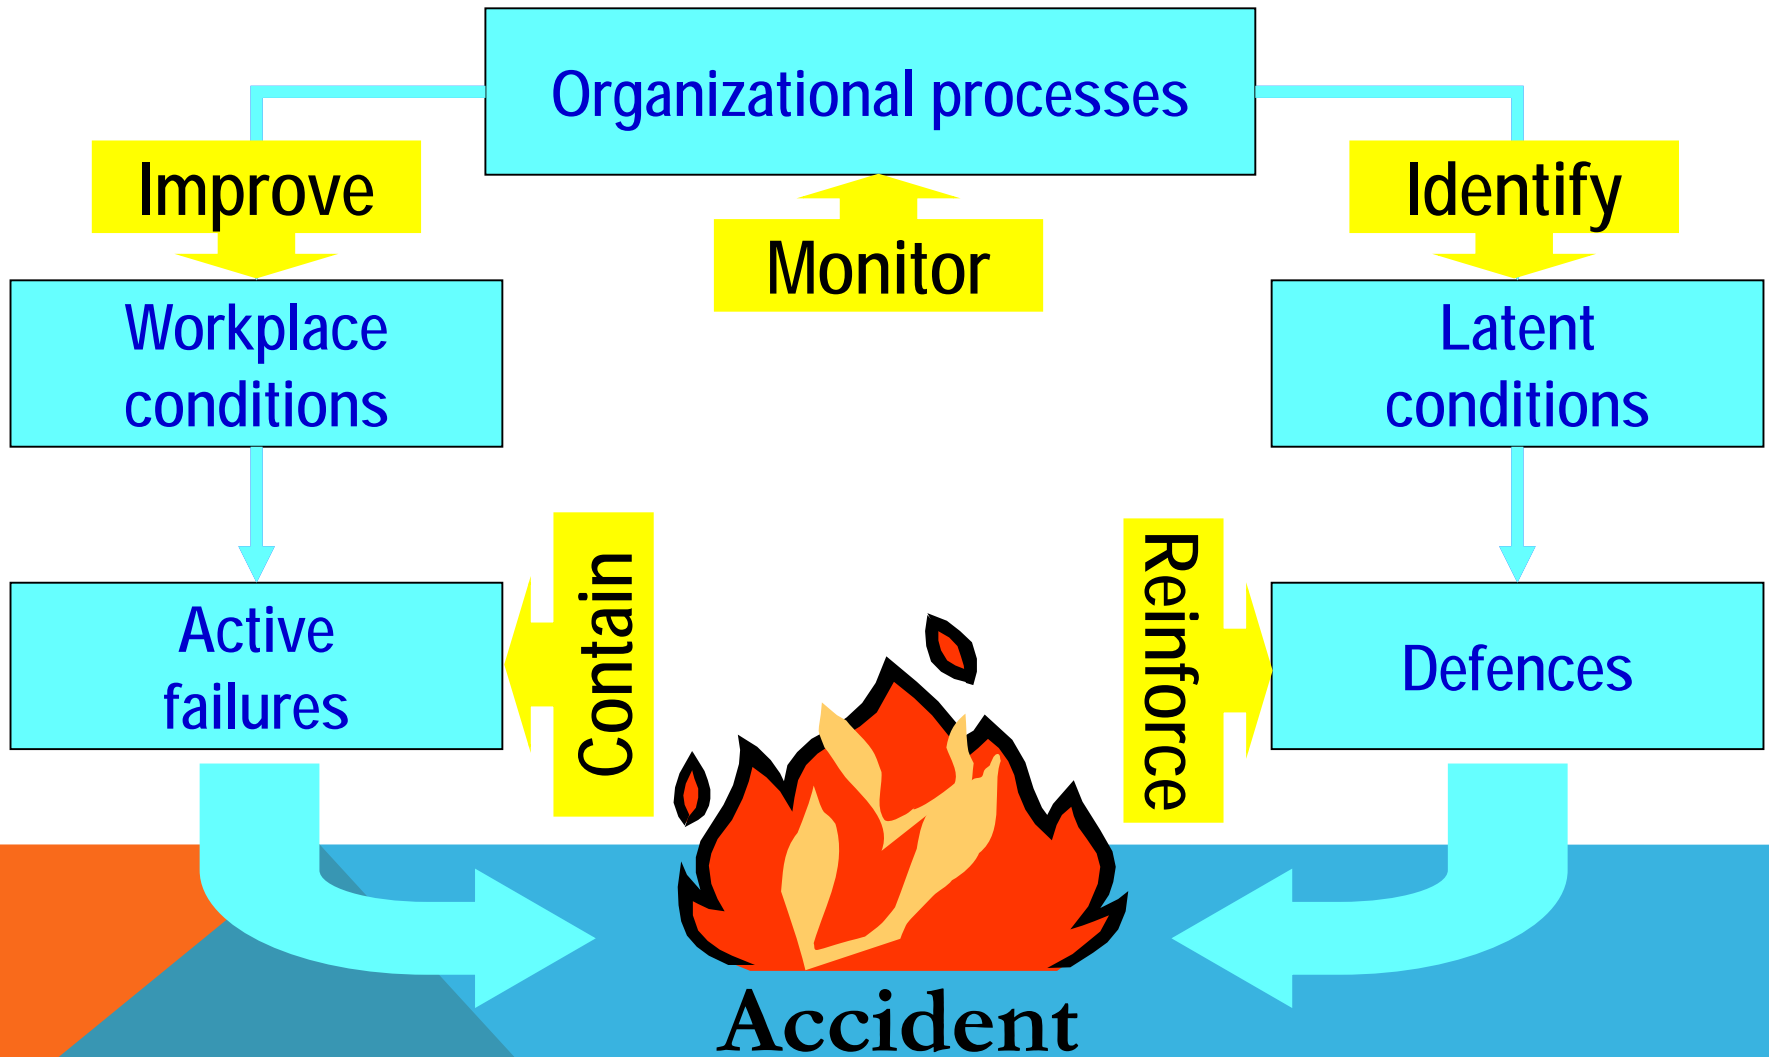 Organizational processes
Improve
Identify
Monitor
Workplace
conditions
Latent
conditions
Contain
Reinforce
Active
failures
Defences
Accident